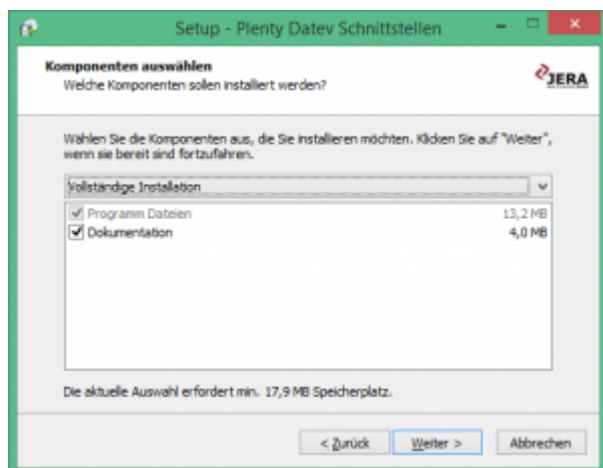 Setup - Plenty Datev Schnittstellen
Komponenten auswählen
Welche Komponenten sollen installiert werden?
JERA
Wählen Sie die Komponenten aus, die Sie installieren möchten. Klicken Sie auf "Weiter",
wenn sie bereit sind fortzufahren.
Vollständige Installation
Programm Dateien 13,2 MB
Dokumentation 4,0 MB
Die aktuelle Auswahl erfordert min. 17,9 MB Speicherplatz.
< Zurück Weiter > Abbrechen